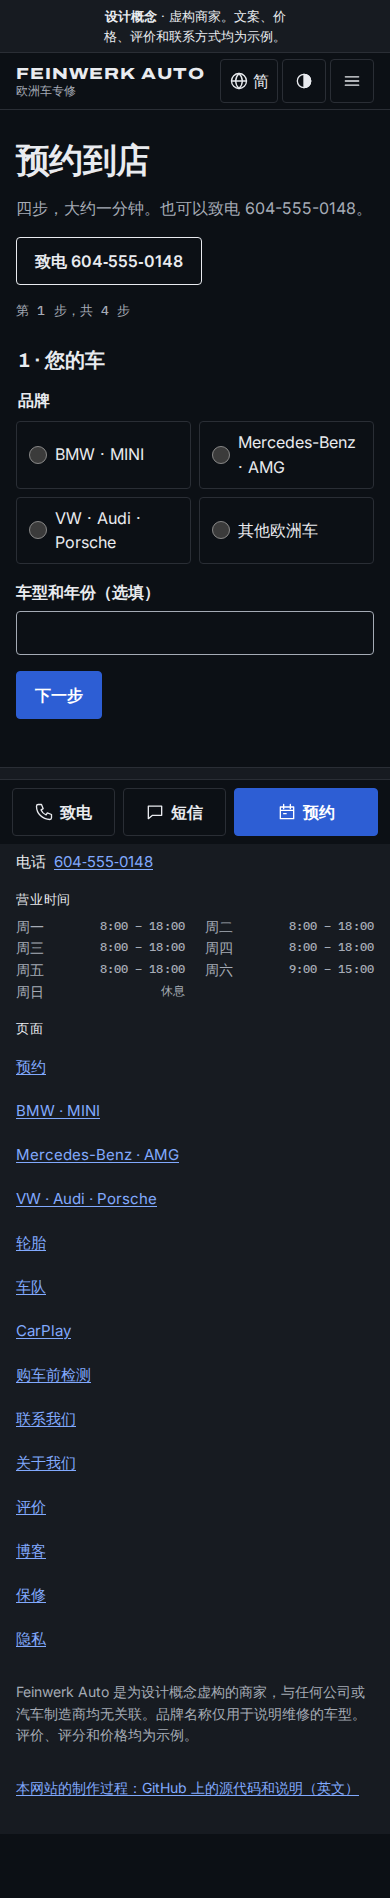 设计概念 · 虚构商家。文案、价
格、评价和联系方式均为示例。
FEINWERK AUTO
欧洲车专修
简
预约到店
四步，大约一分钟。也可以致电 604-555-0148。
致电 604-555-0148
第 1 步，共 4 步
1 · 您的车
品牌
BMW · MINI
Mercedes-Benz
· AMG
VW · Audi ·
Porsche
其他欧洲车
车型和年份（选填）
下一步
致电
短信
预约
电话 604-555-0148
营业时间
周一 8:00 – 18:00 周二 8:00 – 18:00
周三 8:00 – 18:00 周四 8:00 – 18:00
周五 8:00 – 18:00 周六 9:00 – 15:00
周日 休息
页面
预约
BMW · MINI
Mercedes-Benz · AMG
VW · Audi · Porsche
轮胎
车队
CarPlay
购车前检测
联系我们
关于我们
评价
博客
保修
隐私
Feinwerk Auto 是为设计概念虚构的商家，与任何公司或
汽车制造商均无关联。品牌名称仅用于说明维修的车型。
评价、评分和价格均为示例。
本网站的制作过程：GitHub 上的源代码和说明（英文）